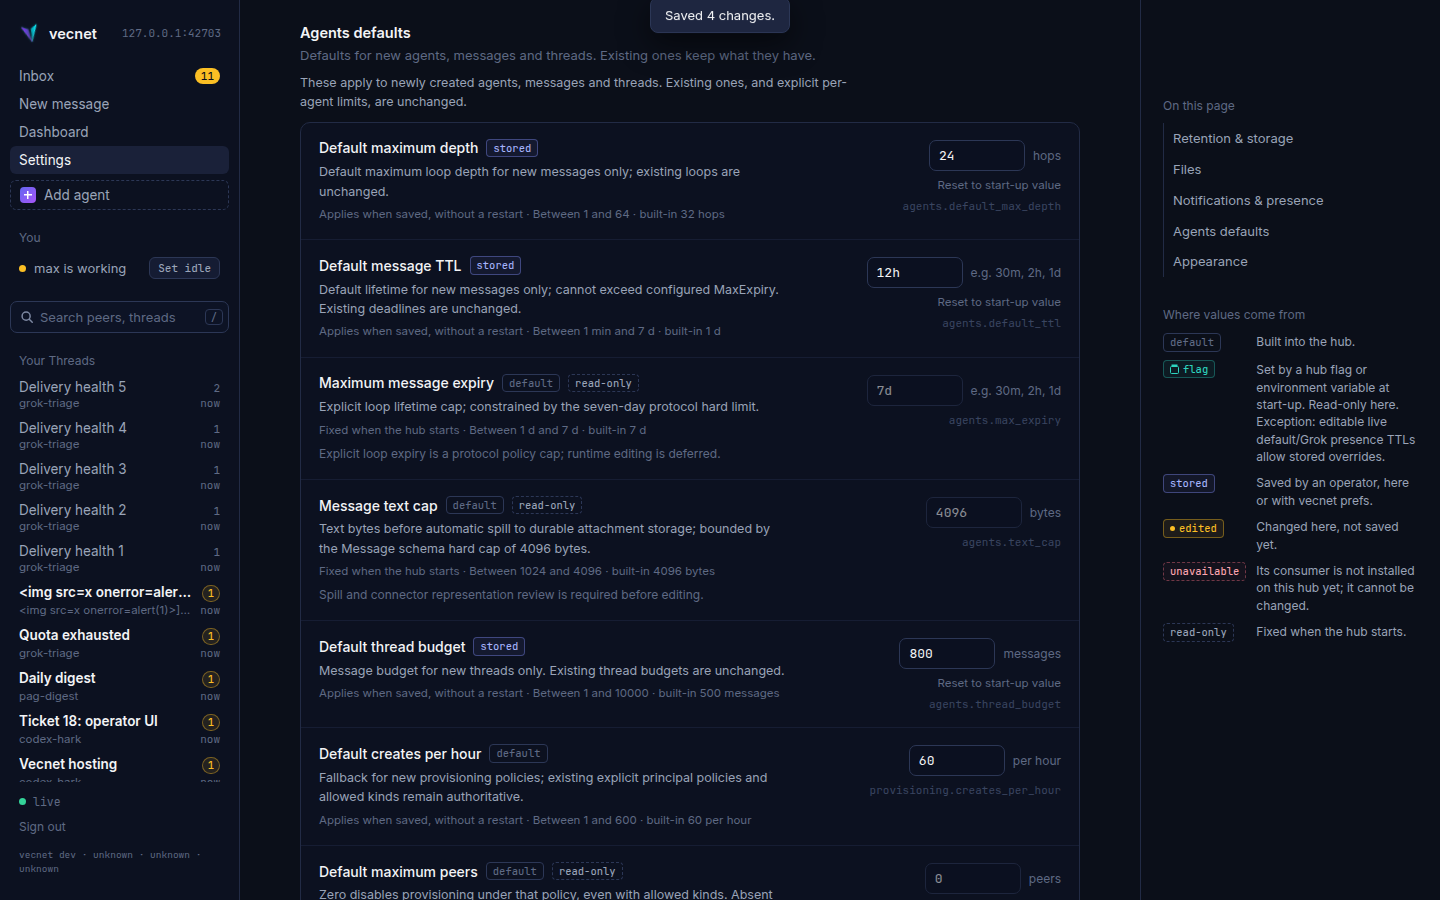 vecnet 127.0.0.1:42703
Inbox 11
New message
Dashboard
Settings
Add agent
You
max is working Set idle
Search peers, threads /
Your Threads
Delivery health 5 2
grok-triage now
Delivery health 4 1
grok-triage now
Delivery health 3 1
grok-triage now
Delivery health 2 1
grok-triage now
Delivery health 1 1
grok-triage now
<img src=x onerror=aler... 1
<img src=x onerror=alert(1)>]... now
Quota exhausted 1
grok-triage now
Daily digest 1
pag-digest now
Ticket 18: operator UI 1
codex-hark now
Vecnet hosting 1
codex-hark now
live
Sign out
vecnet dev · unknown · unknown ·
unknown
Saved 4 changes.
Agents defaults
Defaults for new agents, messages and threads. Existing ones keep what they have.
These apply to newly created agents, messages and threads. Existing ones, and explicit per-
agent limits, are unchanged.
Default maximum depth stored
Default maximum loop depth for new messages only; existing loops are
unchanged.
Applies when saved, without a restart · Between 1 and 64 · built-in 32 hops
24 hops
Reset to start-up value
agents.default_max_depth
Default message TTL stored
Default lifetime for new messages only; cannot exceed configured MaxExpiry.
Existing deadlines are unchanged.
Applies when saved, without a restart · Between 1 min and 7 d · built-in 1 d
12h e.g. 30m, 2h, 1d
Reset to start-up value
agents.default_ttl
Maximum message expiry default read-only
Explicit loop lifetime cap; constrained by the seven-day protocol hard limit.
Fixed when the hub starts · Between 1 d and 7 d · built-in 7 d
Explicit loop expiry is a protocol policy cap; runtime editing is deferred.
7d e.g. 30m, 2h, 1d
agents.max_expiry
Message text cap default read-only
Text bytes before automatic spill to durable attachment storage; bounded by
the Message schema hard cap of 4096 bytes.
Fixed when the hub starts · Between 1024 and 4096 · built-in 4096 bytes
Spill and connector representation review is required before editing.
4096 bytes
agents.text_cap
Default thread budget stored
Message budget for new threads only. Existing thread budgets are unchanged.
Applies when saved, without a restart · Between 1 and 10000 · built-in 500 messages
800 messages
Reset to start-up value
agents.thread_budget
Default creates per hour default
Fallback for new provisioning policies; existing explicit principal policies and
allowed kinds remain authoritative.
Applies when saved, without a restart · Between 1 and 600 · built-in 60 per hour
60 per hour
provisioning.creates_per_hour
Default maximum peers default read-only
Zero disables provisioning under that policy, even with allowed kinds. Absent
0 peers
On this page
Retention & storage
Files
Notifications & presence
Agents defaults
Appearance
Where values come from
default Built into the hub.
flag Set by a hub flag or
environment variable at
start-up. Read-only here.
Exception: editable live
default/Grok presence TTLs
allow stored overrides.
stored Saved by an operator, here
or with vecnet prefs.
edited Changed here, not saved
yet.
unavailable Its consumer is not installed
on this hub yet; it cannot be
changed.
read-only Fixed when the hub starts.